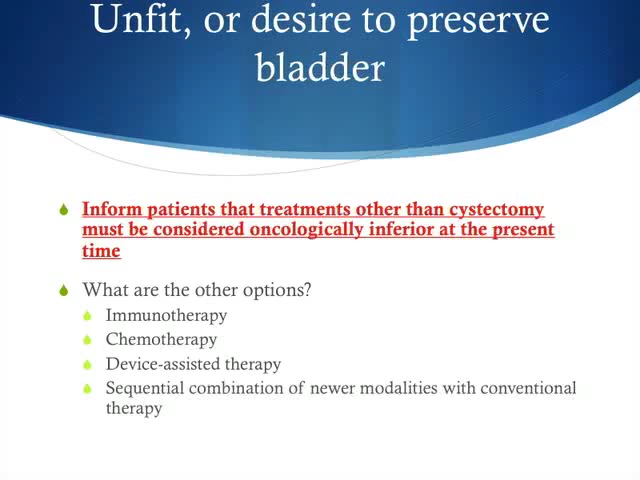 Unfit, or desire to preserve
bladder
Inform patients that treatments other than cystectomy
must be considered oncologically inferior at the present
time
What are the other options?
Immunotherapy
Chemotherapy
Device-assisted therapy
Sequential combination of newer modalities with conventional
therapy